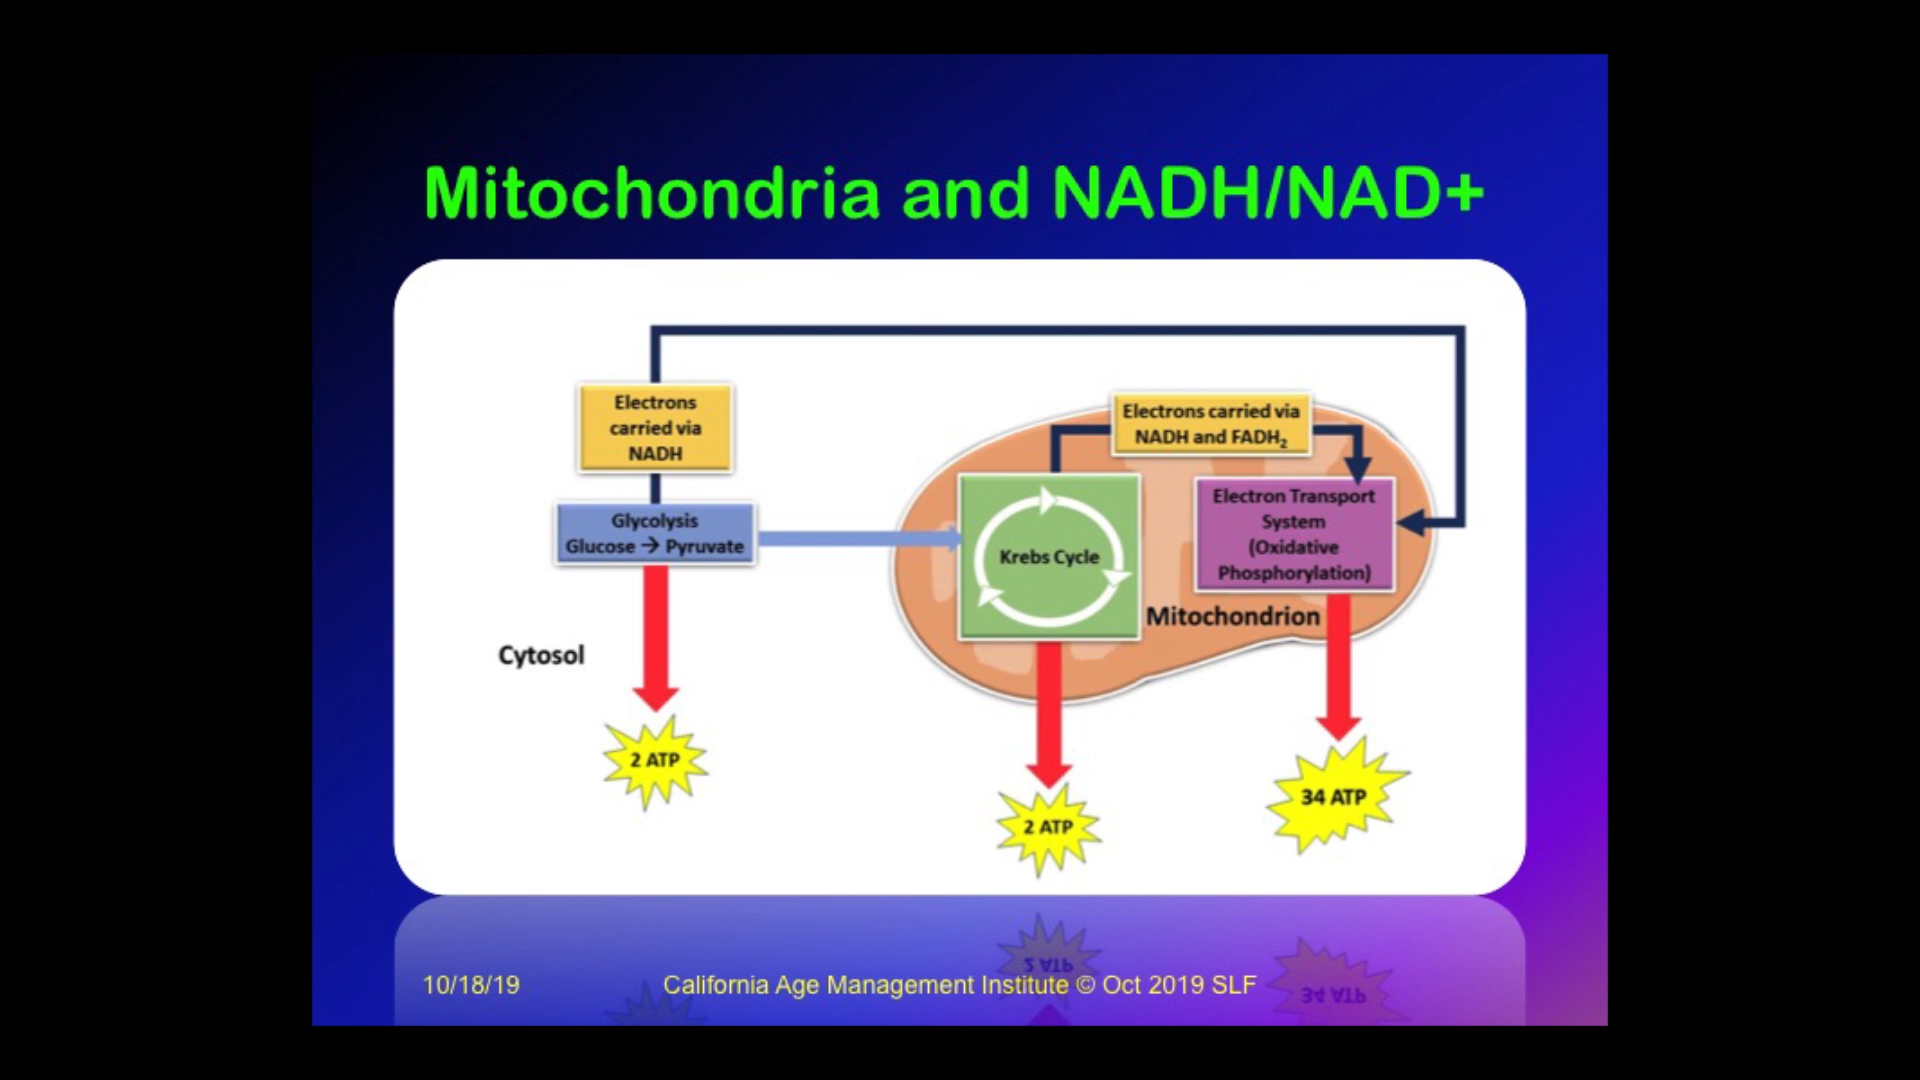 Mitochondria and NADH/NAD+
Electrons
carried via
NADH
Electrons carried via
NADH and FADH₂
Glycolysis
Glucose → Pyruvate
Krebs Cycle
Electron Transport
System
(Oxidative
Phosphorylation)
Mitochondrion
Cytosol
2 ATP
2 ATP
34 ATP
10/18/19
California Age Management Institute © Oct 2019 SLF